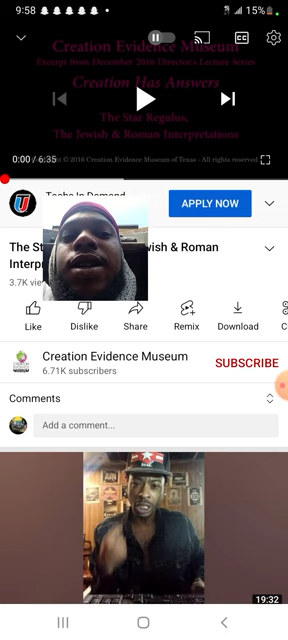 9:58
15%
Creation Evidence Museum
Excerpt from December 2016 Director's Lecture Series
Creation Has Answers
The Star Regulus,
The Jewish & Roman Interpretations
0:00 / 6:35
© 2016 Creation Evidence Museum of Texas - All rights reserved
In Demand
APPLY NOW
The St
wish & Roman
Interp
3.7K vie
Like
Dislike
Share
Remix
Download
Creation Evidence Museum
6.71K subscribers
SUBSCRIBE
Comments
Add a comment...
19:32